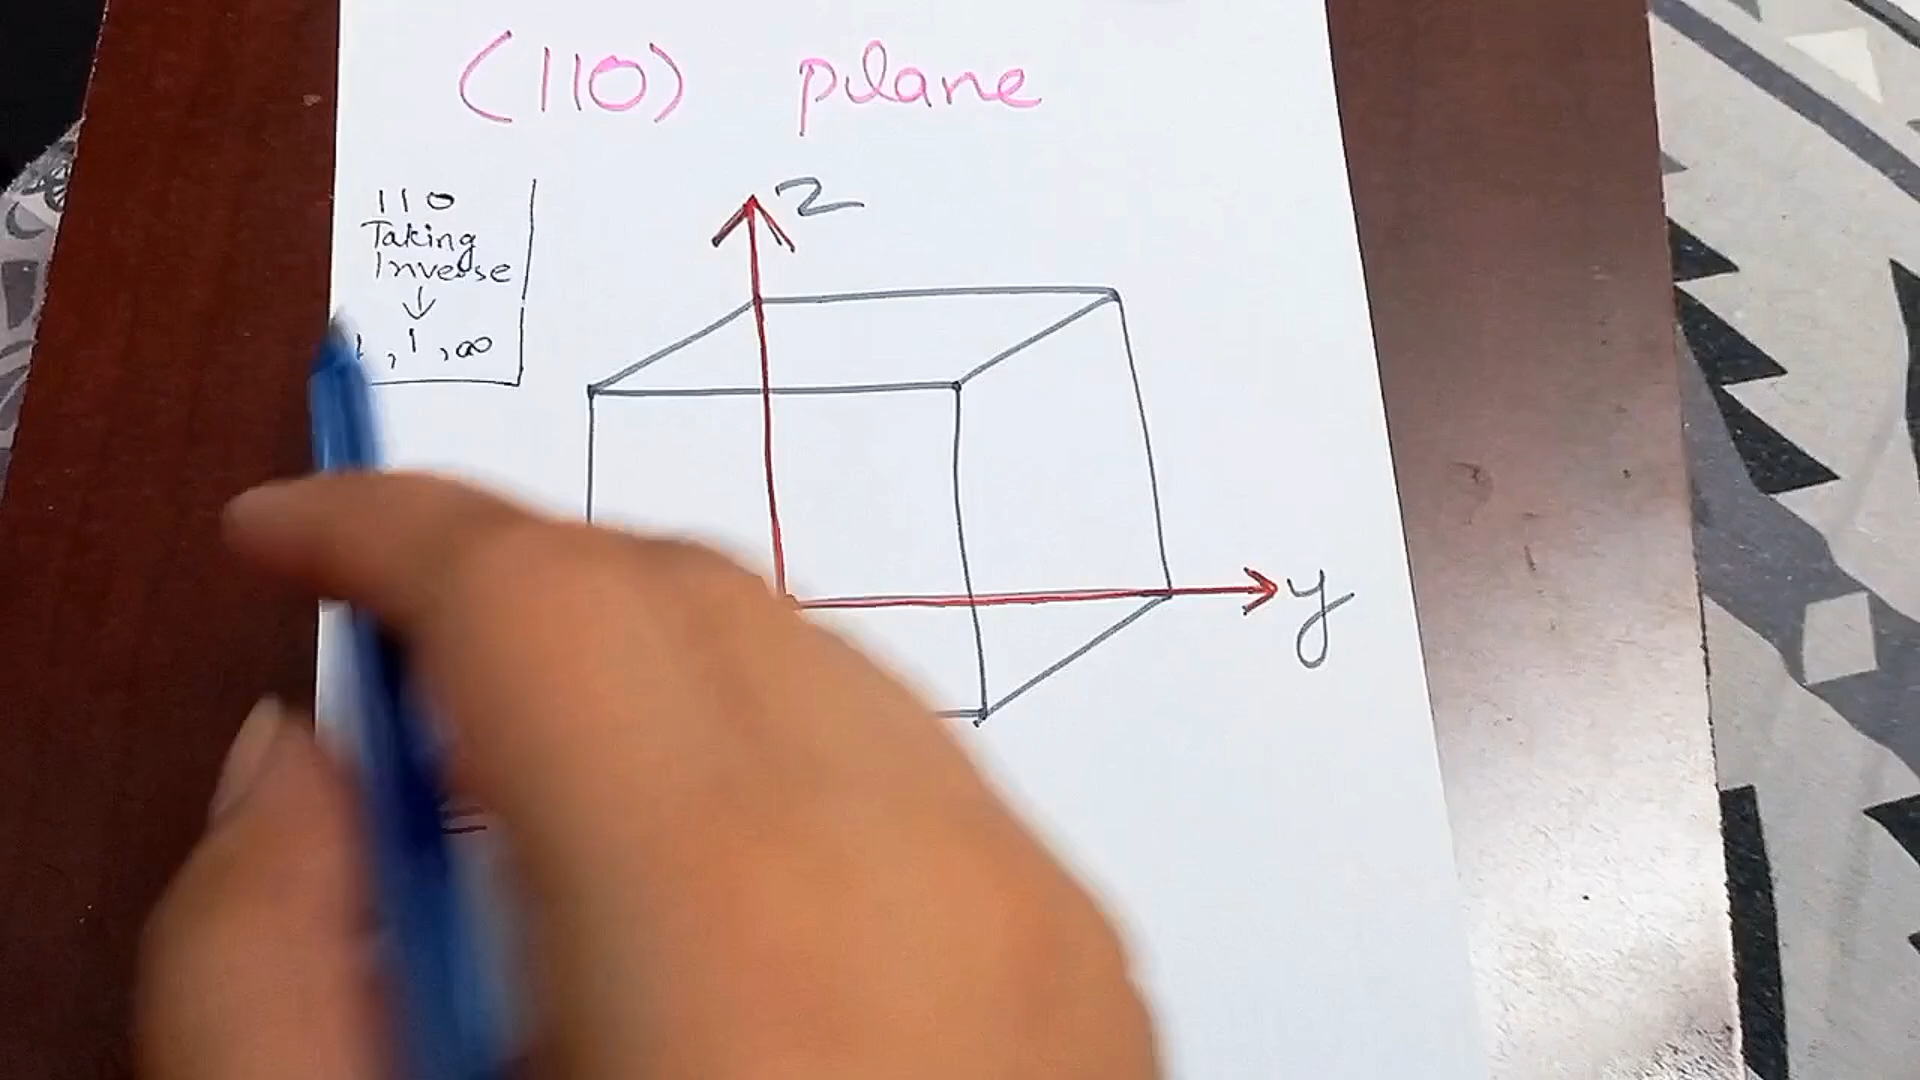 (110) plane
z
110
Taking
Inverse
↓
1, 1, ∞
y